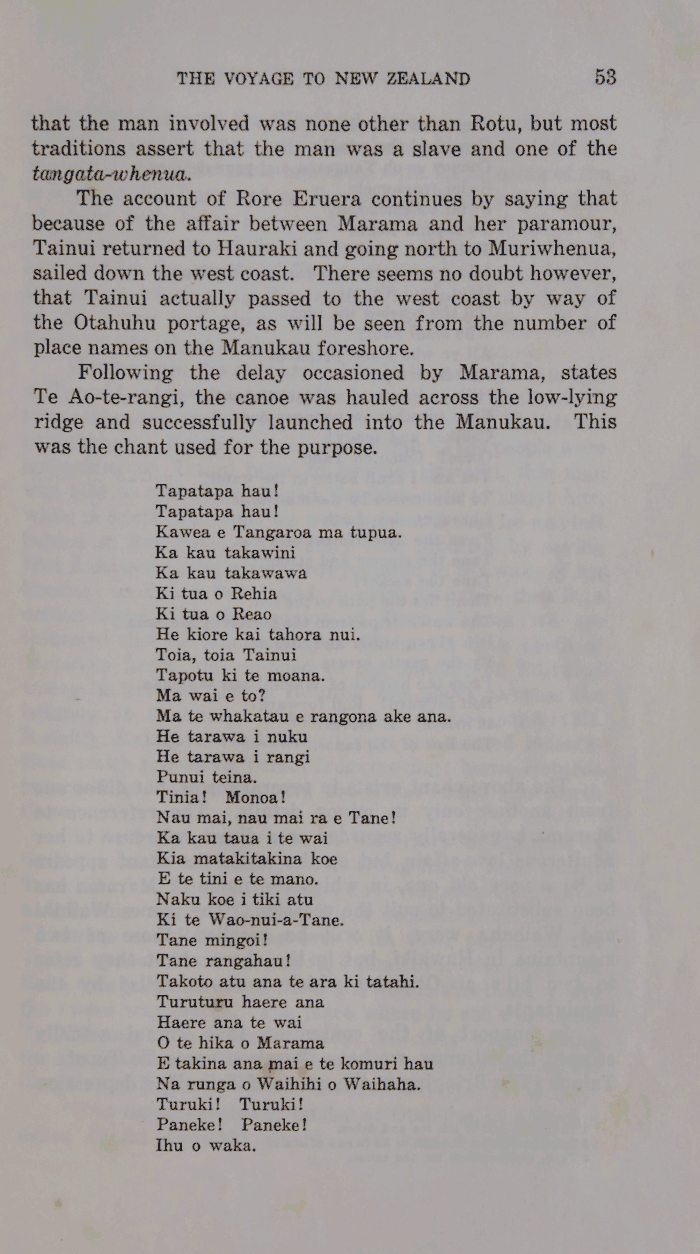 THE VOYAGE TO NEW ZEALAND 53
that the man involved was none other than Rotu, but most
traditions assert that the man was a slave and one of the
tangata-whenua.
The account of Rore Eruera continues by saying that
because of the affair between Marama and her paramour,
Tainui returned to Hauraki and going north to Muriwhenua,
sailed down the west coast. There seems no doubt however,
that Tainui actually passed to the west coast by way of
the Otahuhu portage, as will be seen from the number of
place names on the Manukau foreshore.
Following the delay occasioned by Marama, states
Te Ao-te-rangi, the canoe was hauled across the low-lying
ridge and successfully launched into the Manukau. This
was the chant used for the purpose.
Tapatapa hau!
Tapatapa hau!
Kawea e Tangaroa ma tupua.
Ka kau takawini
Ka kau takawawa
Ki tua o Rehia
Ki tua o Reao
He kiore kai tahora nui.
Toia, toia Tainui
Tapotu ki te moana.
Ma wai e to?
Ma te whakatau e rangona ake ana.
He tarawa i nuku
He tarawa i rangi
Punui teina.
Tinia! Monoa!
Nau mai, nau mai ra e Tane!
Ka kau taua i te wai
Kia matakitakina koe
E te tini e te mano.
Naku koe i tiki atu
Ki te Wao-nui-a-Tane.
Tane mingoi!
Tane rangahau!
Takoto atu ana te ara ki tatahi.
Turuturu haere ana
Haere ana te wai
O te hika o Marama
E takina ana mai e te komuri hau
Na runga o Waihihi o Waihaha.
Turuki! Turuki!
Paneke! Paneke!
Ihu o waka.